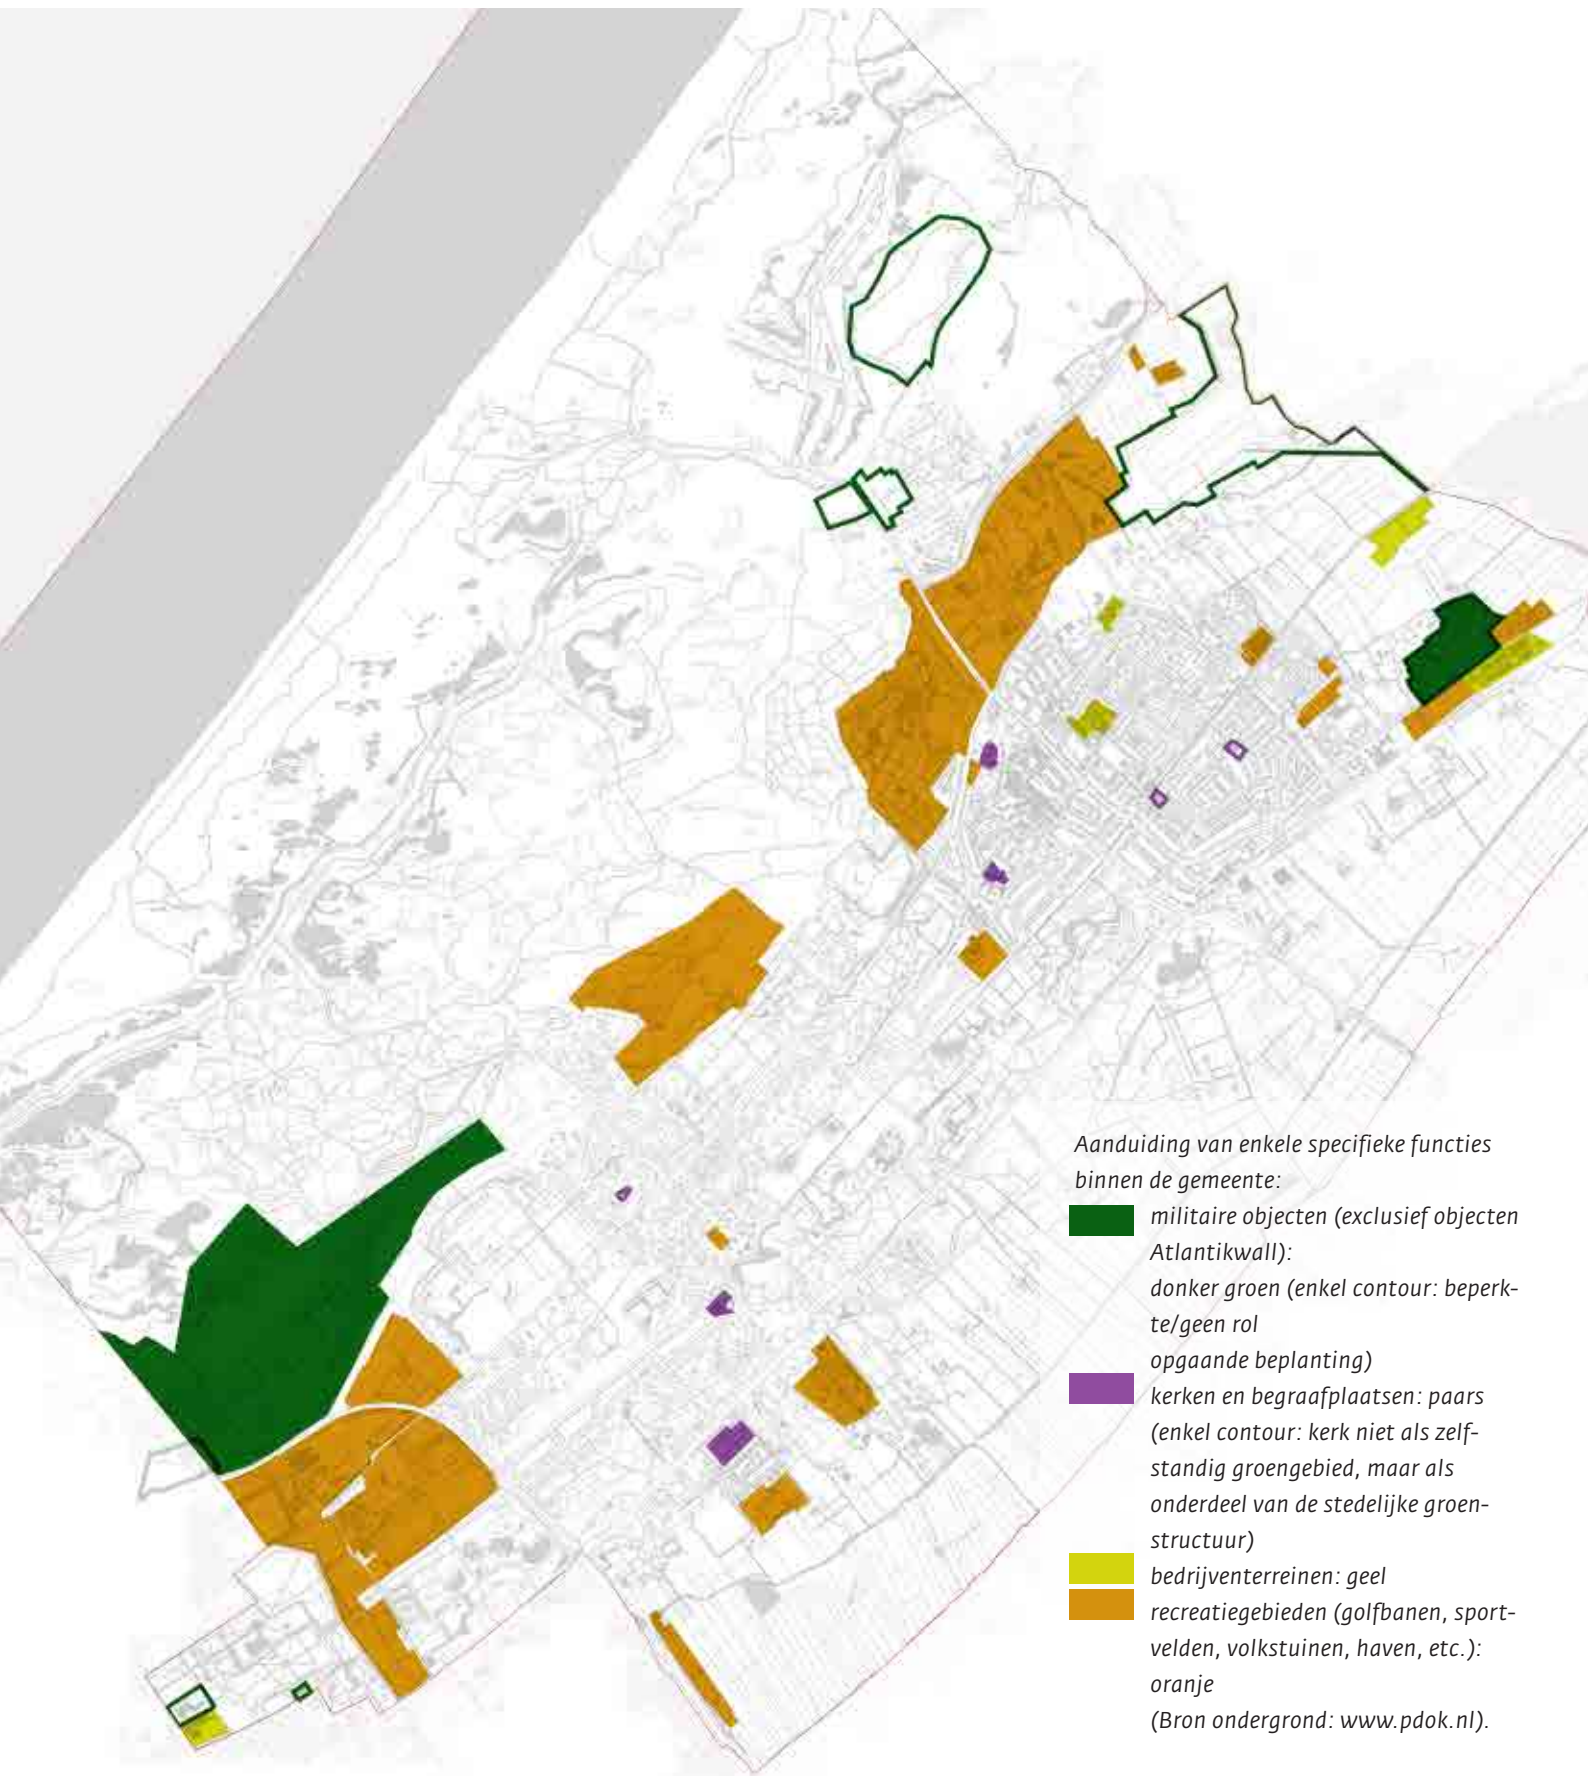 Aanduiding van enkele specifieke functies
binnen de gemeente:
militaire objecten (exclusief objecten
Atlantikwall):
donker groen (enkel contour: beperk-
te/geen rol
opgaande beplanting)
kerken en begraafplaatsen: paars
(enkel contour: kerk niet als zelf-
standig groengebied, maar als
onderdeel van de stedelijke groen-
structuur)
bedrijventerreinen: geel
recreatiegebieden (golfbanen, sport-
velden, volkstuinen, haven, etc.):
oranje
(Bron ondergrond: www.pdok.nl).